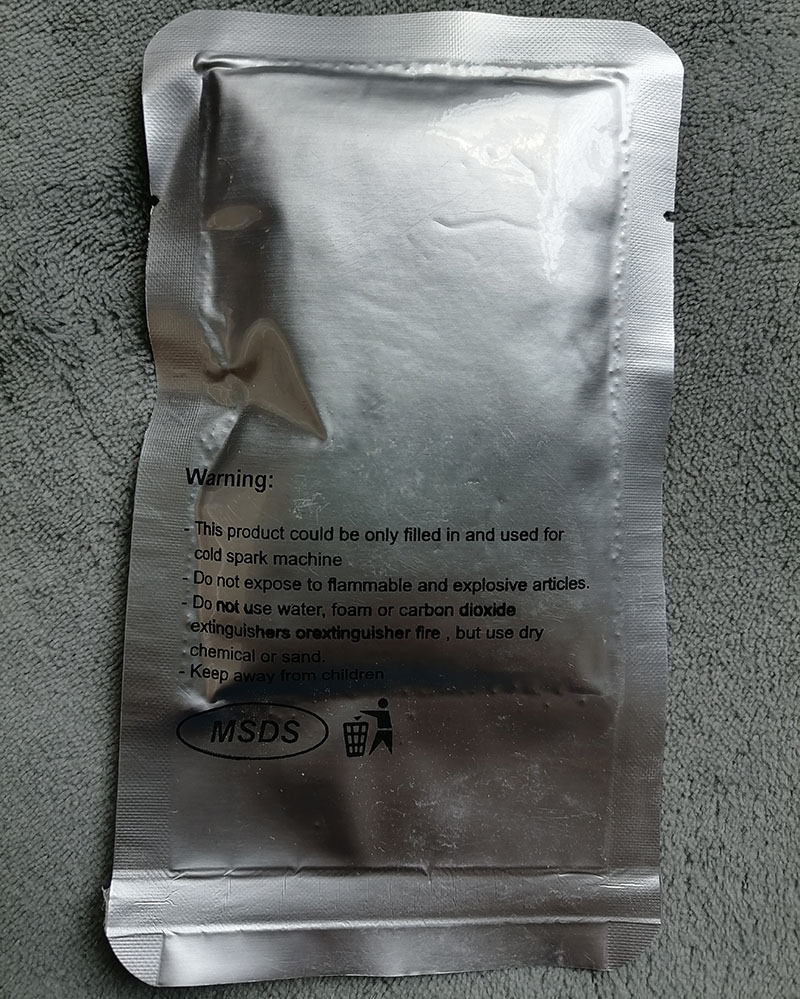 Warning:
- This product could be only filled in and used for
cold spark machine
- Do not expose to flammable and explosive articles.
- Do not use water, foam or carbon dioxide
extinguishers orextinguisher fire , but use dry
chemical or sand.
- Keep away from children
MSDS